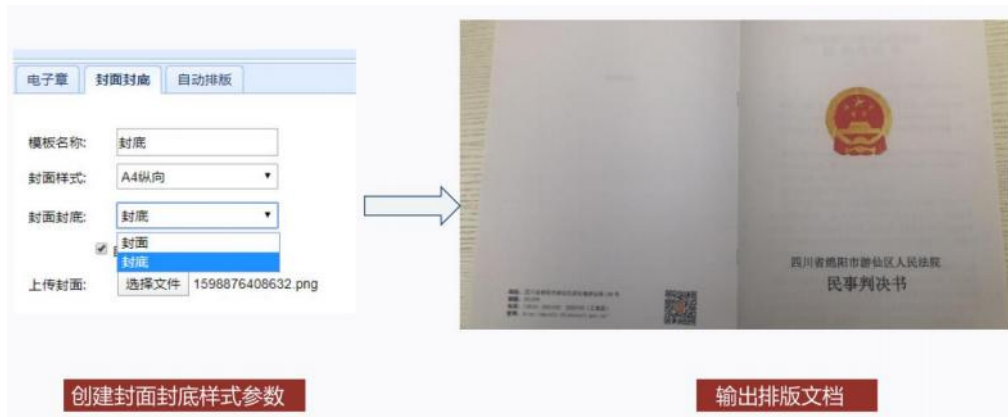 电子章
封面封底
自动排版
模板名称: 封底
封面样式: A4纵向
封面封底: 封底
封面
封底
上传封面: 选择文件 1598876408632.png
四川省绵阳市游仙区人民法院
民事判决书
创建封面封底样式参数
输出排版文档